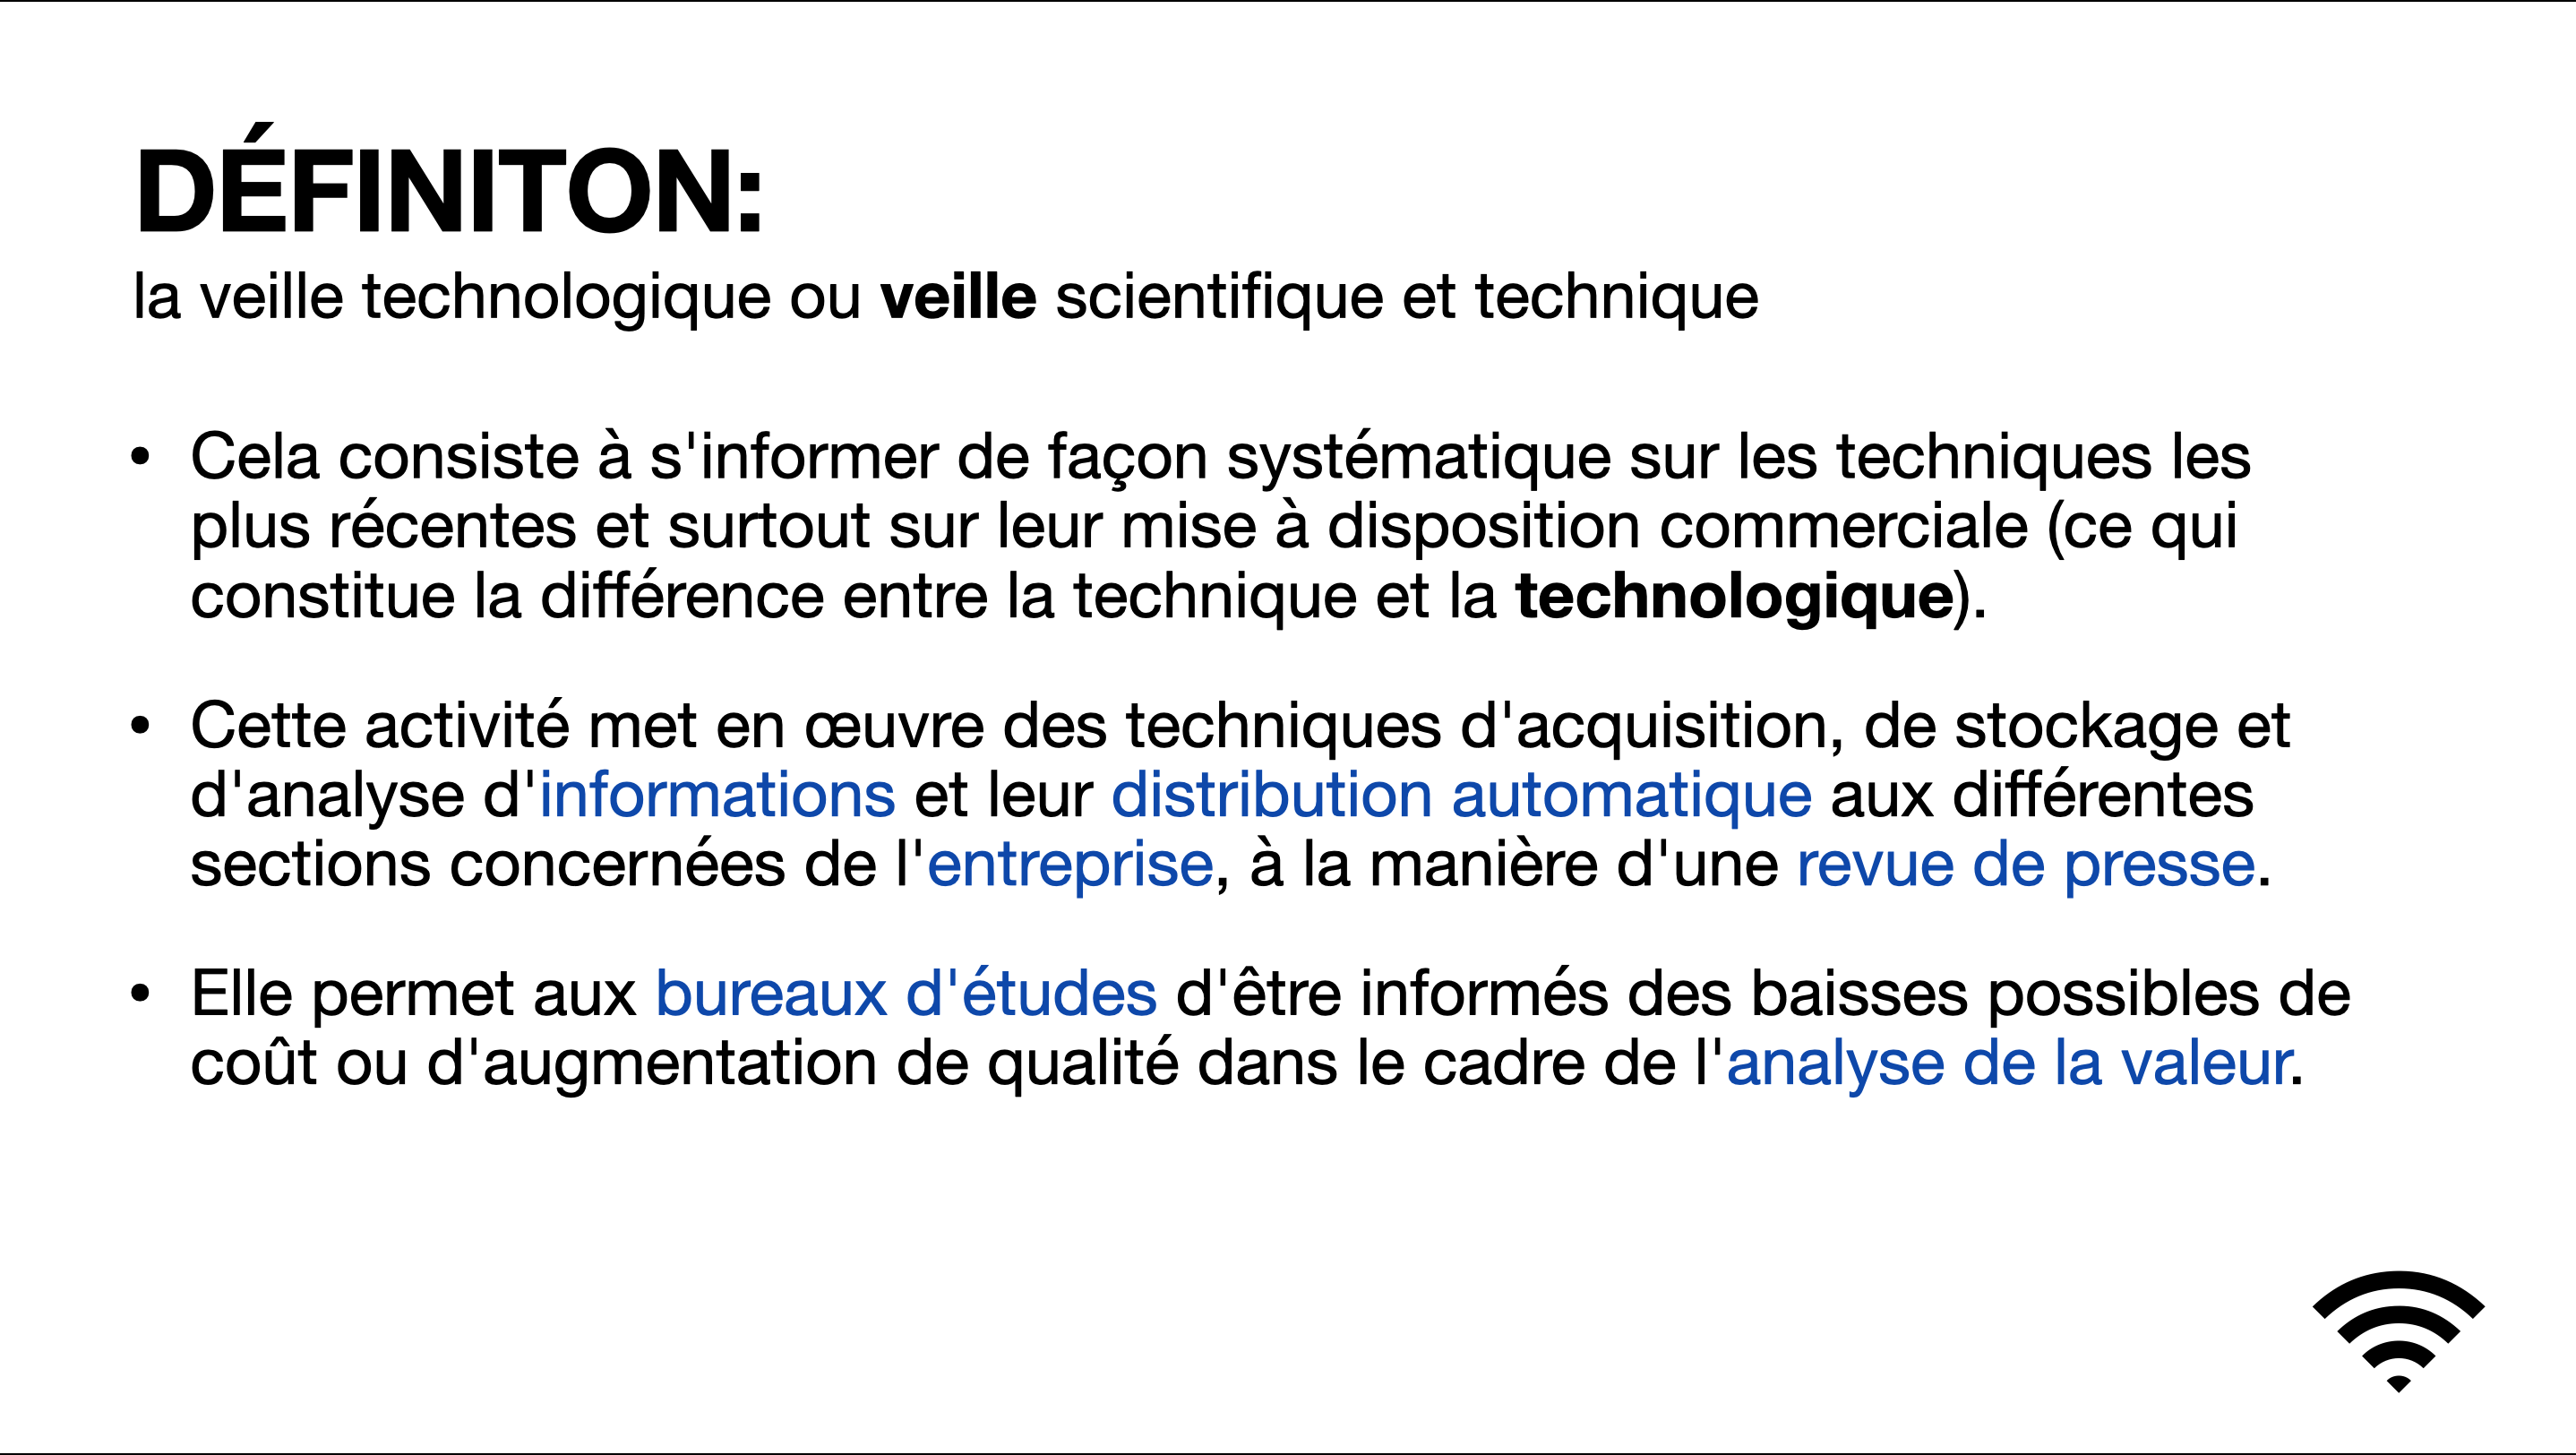 DÉFINITON:
la veille technologique ou veille scientifique et technique
• Cela consiste à s'informer de façon systématique sur les techniques les
plus récentes et surtout sur leur mise à disposition commerciale (ce qui
constitue la différence entre la technique et la technologique).
• Cette activité met en œuvre des techniques d'acquisition, de stockage et
d'analyse d'informations et leur distribution automatique aux différentes
sections concernées de l'entreprise, à la manière d'une revue de presse.
• Elle permet aux bureaux d'études d'être informés des baisses possibles de
coût ou d'augmentation de qualité dans le cadre de l'analyse de la valeur.